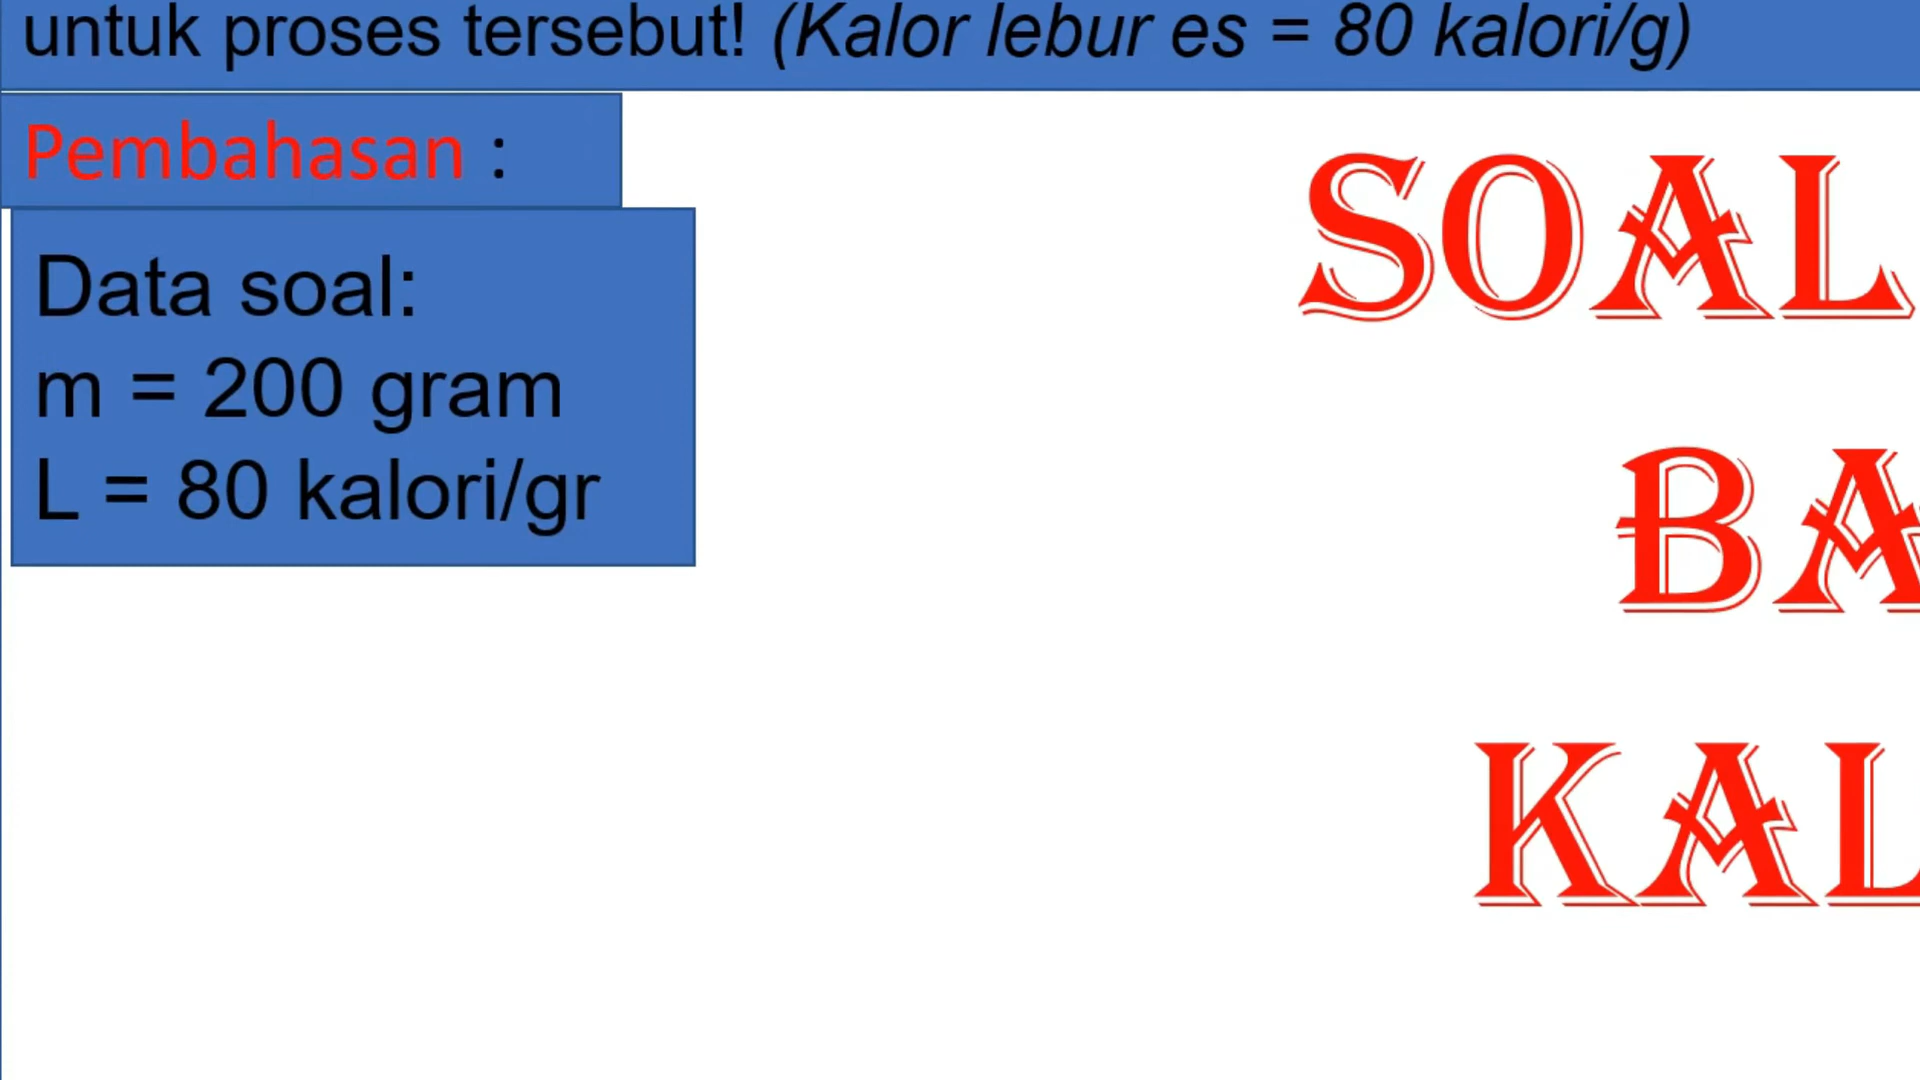 untuk proses tersebut! (Kalor lebur es = 80 kalori/g)
Pembahasan :
Data soal:
m = 200 gram
L = 80 kalori/gr
SOAL
BA
KAL